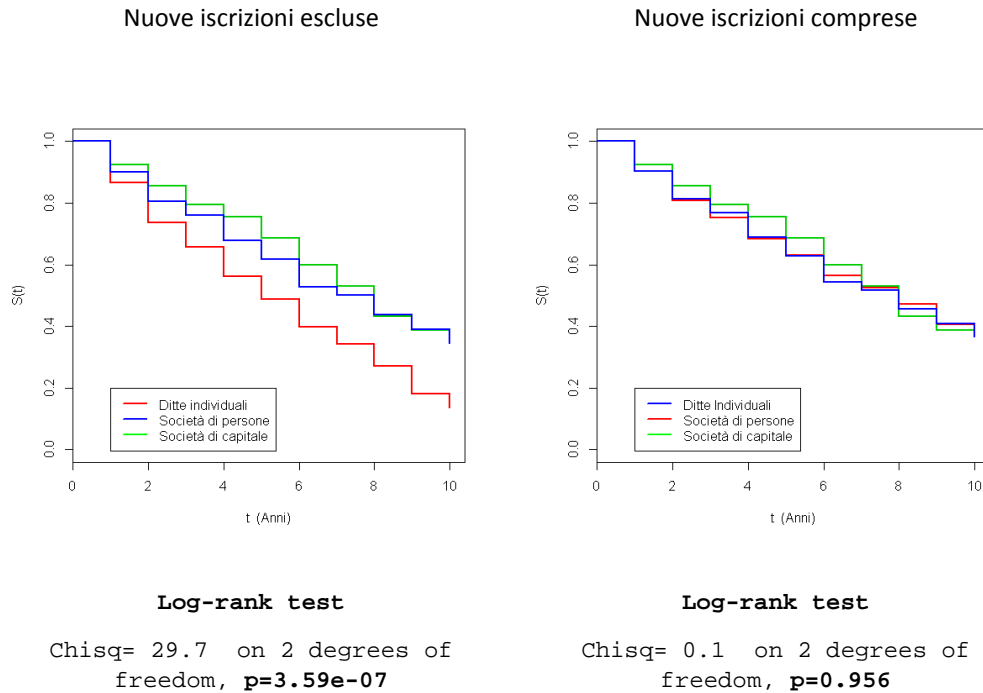 Nuove iscrizioni escluse
Nuove iscrizioni comprese
S(t)
1.0
0.8
0.6
0.4
0.2
0.0
Ditte individuali
Società di persone
Società di capitale
0 2 4 6 8 10
t (Anni)
S(t)
1.0
0.8
0.6
0.4
0.2
0.0
Ditte Individuali
Società di persone
Società di capitale
0 2 4 6 8 10
t (Anni)
Log-rank test
Chisq= 29.7 on 2 degrees of
freedom, p=3.59e-07
Log-rank test
Chisq= 0.1 on 2 degrees of
freedom, p=0.956